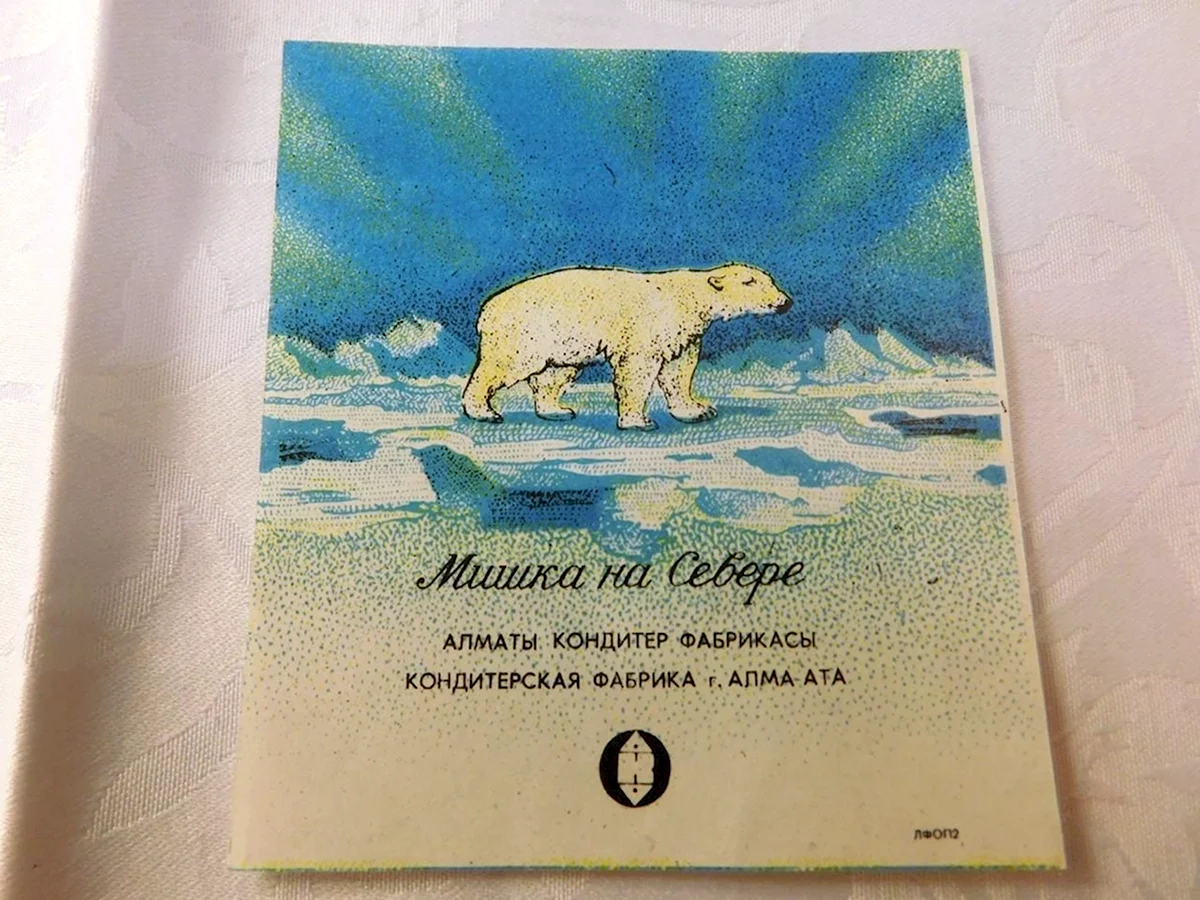 Мишка на Севере
АЛМАТЫ КОНДИТЕР ФАБРИКАСЫ
КОНДИТЕРСКАЯ ФАБРИКА г. АЛМА-АТА
ЛФОП2